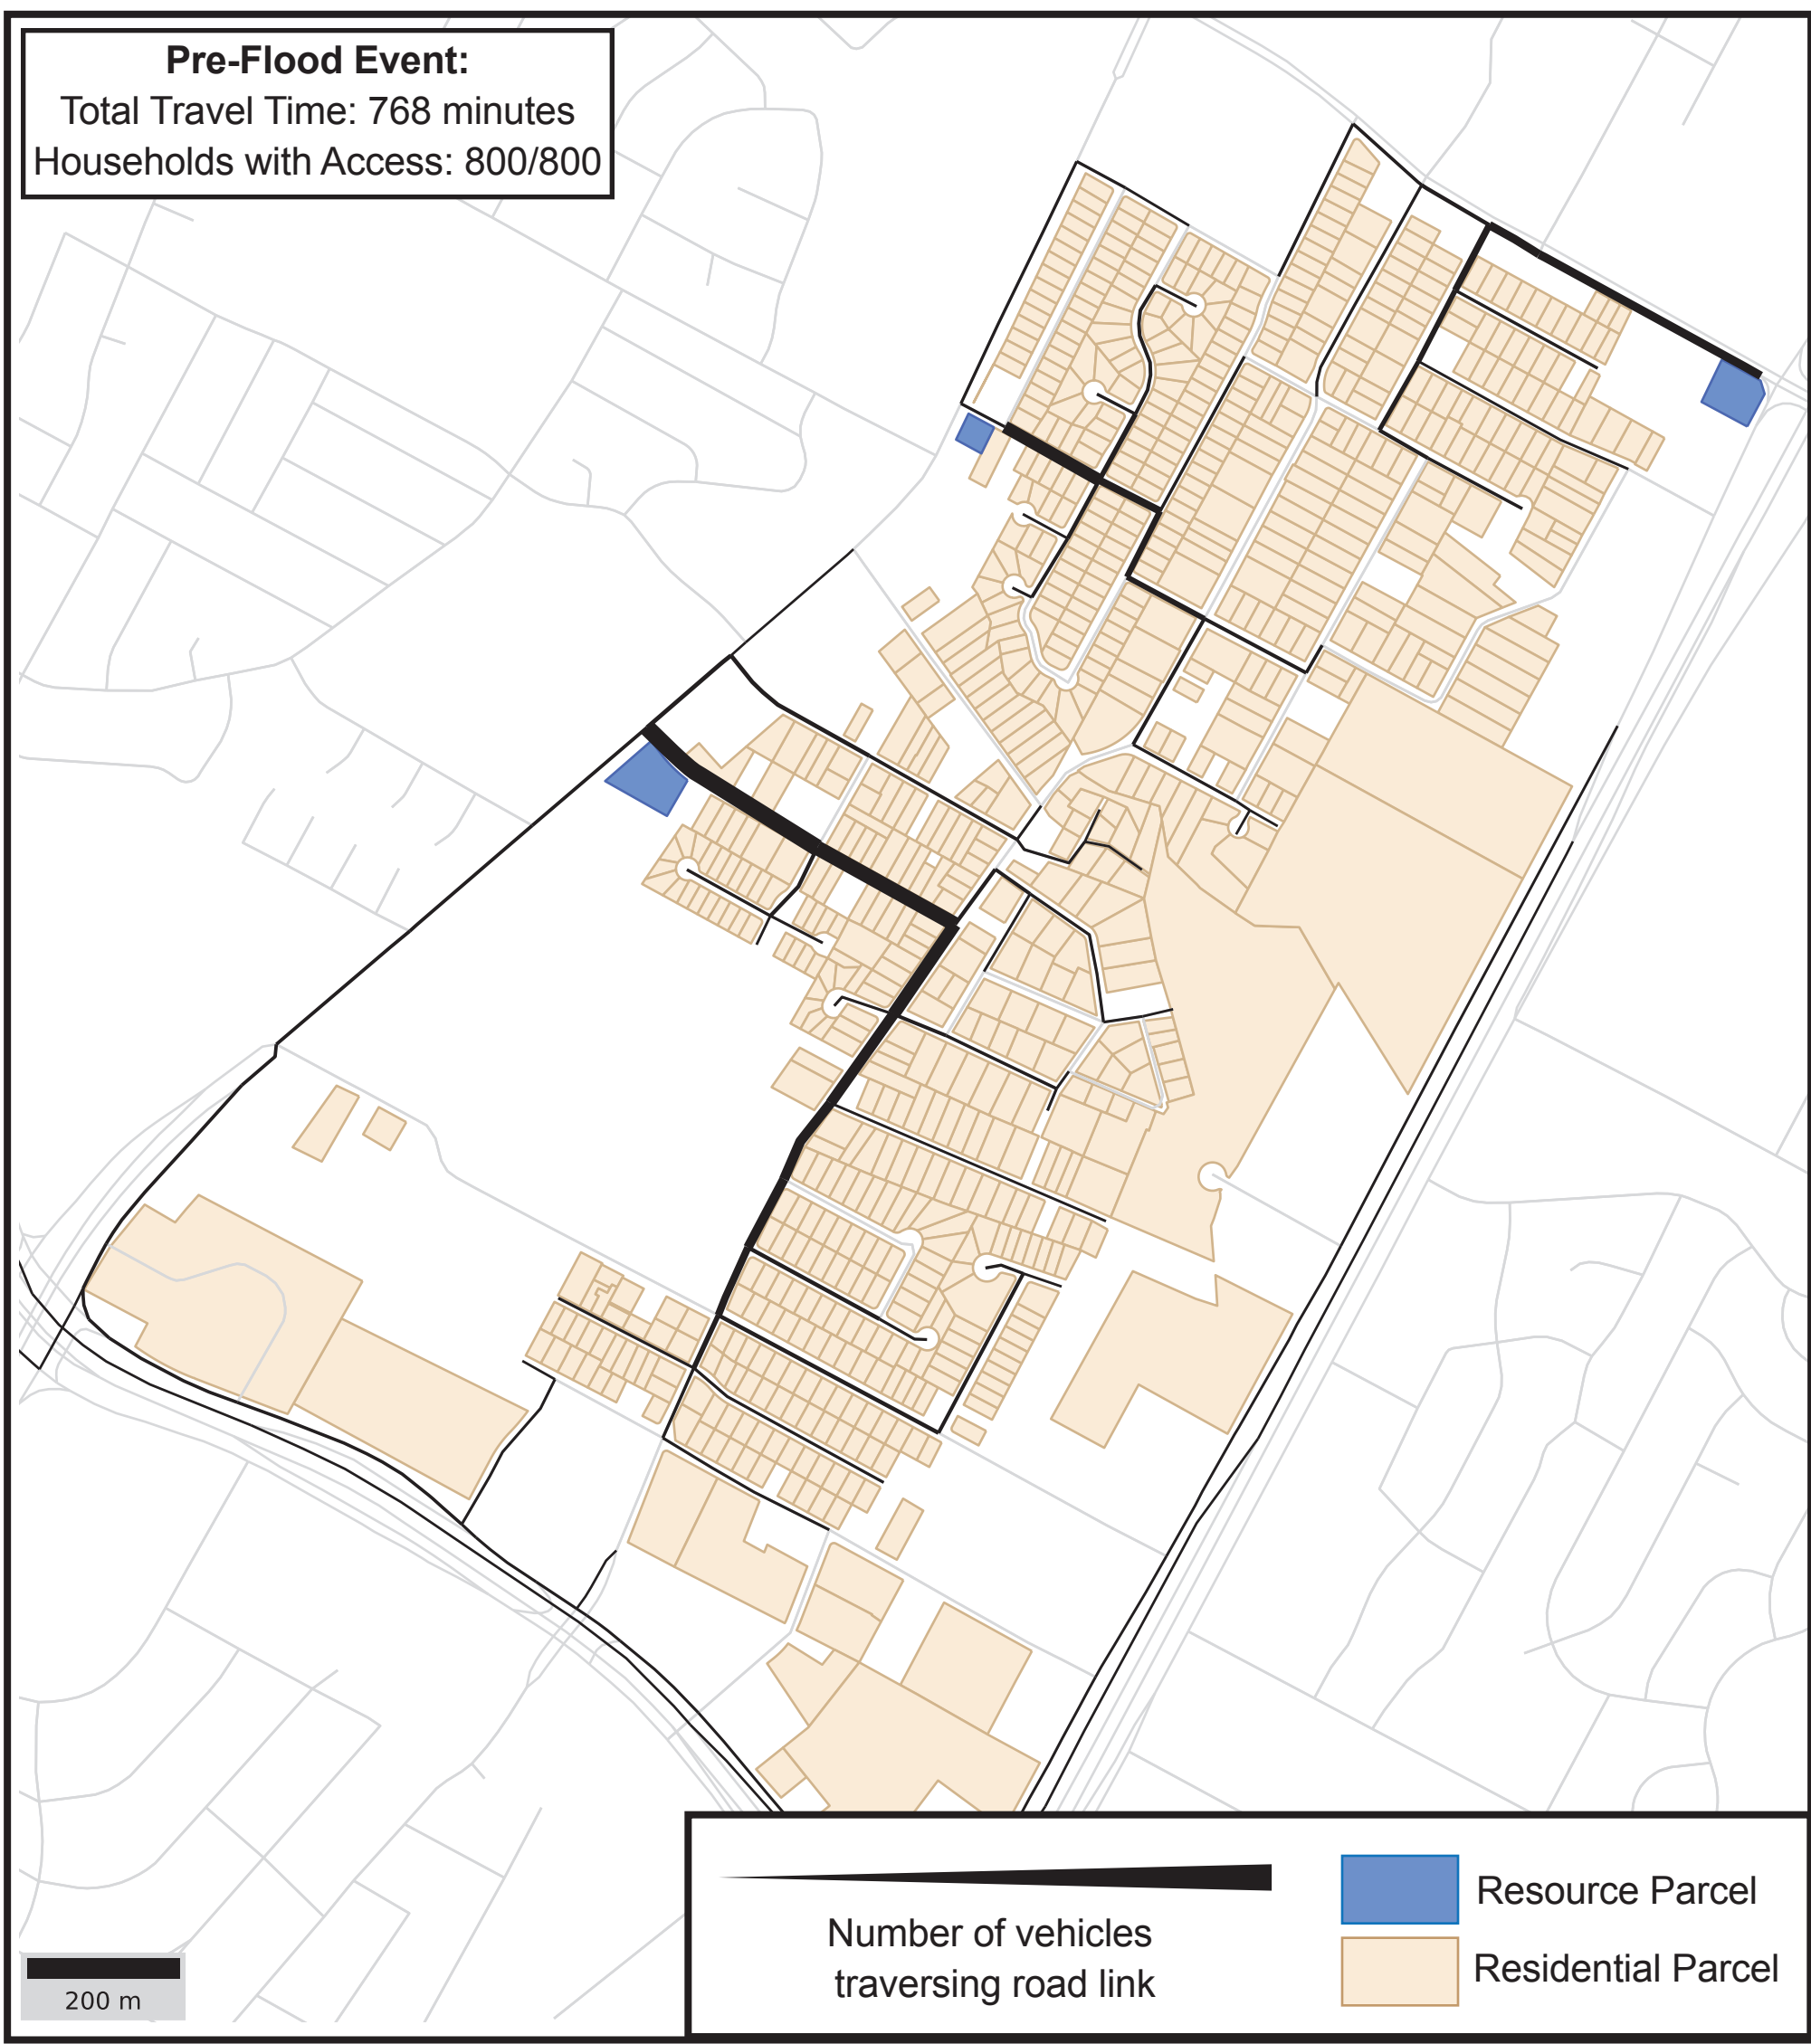 Pre-Flood Event:
Total Travel Time: 768 minutes
Households with Access: 800/800
Number of vehicles
traversing road link
Resource Parcel
Residential Parcel
200 m